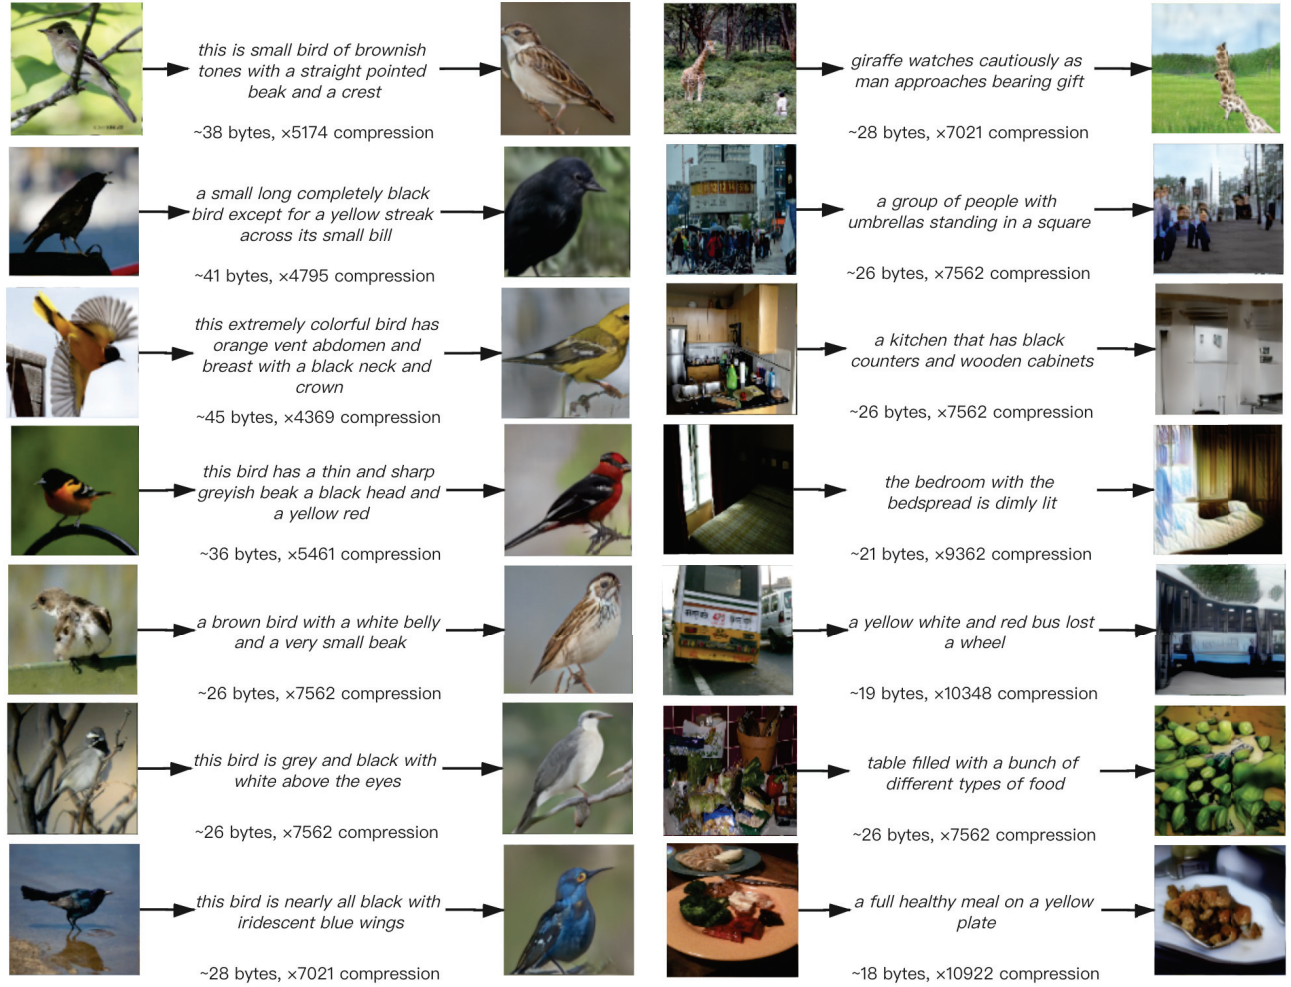 this is small bird of brownish
tones with a straight pointed
beak and a crest
~38 bytes, ×5174 compression
a small long completely black
bird except for a yellow streak
across its small bill
~41 bytes, ×4795 compression
this extremely colorful bird has
orange vent abdomen and
breast with a black neck and
crown
~45 bytes, ×4369 compression
this bird has a thin and sharp
greyish beak a black head and
a yellow red
~36 bytes, ×5461 compression
a brown bird with a white belly
and a very small beak
~26 bytes, ×7562 compression
this bird is grey and black with
white above the eyes
~26 bytes, ×7562 compression
this bird is nearly all black with
iridescent blue wings
~28 bytes, ×7021 compression
giraffe watches cautiously as
man approaches bearing gift
~28 bytes, ×7021 compression
a group of people with
umbrellas standing in a square
~26 bytes, ×7562 compression
a kitchen that has black
counters and wooden cabinets
~26 bytes, ×7562 compression
the bedroom with the
bedspread is dimly lit
~21 bytes, ×9362 compression
a yellow white and red bus lost
a wheel
~19 bytes, ×10348 compression
table filled with a bunch of
different types of food
~26 bytes, ×7562 compression
a full healthy meal on a yellow
plate
~18 bytes, ×10922 compression